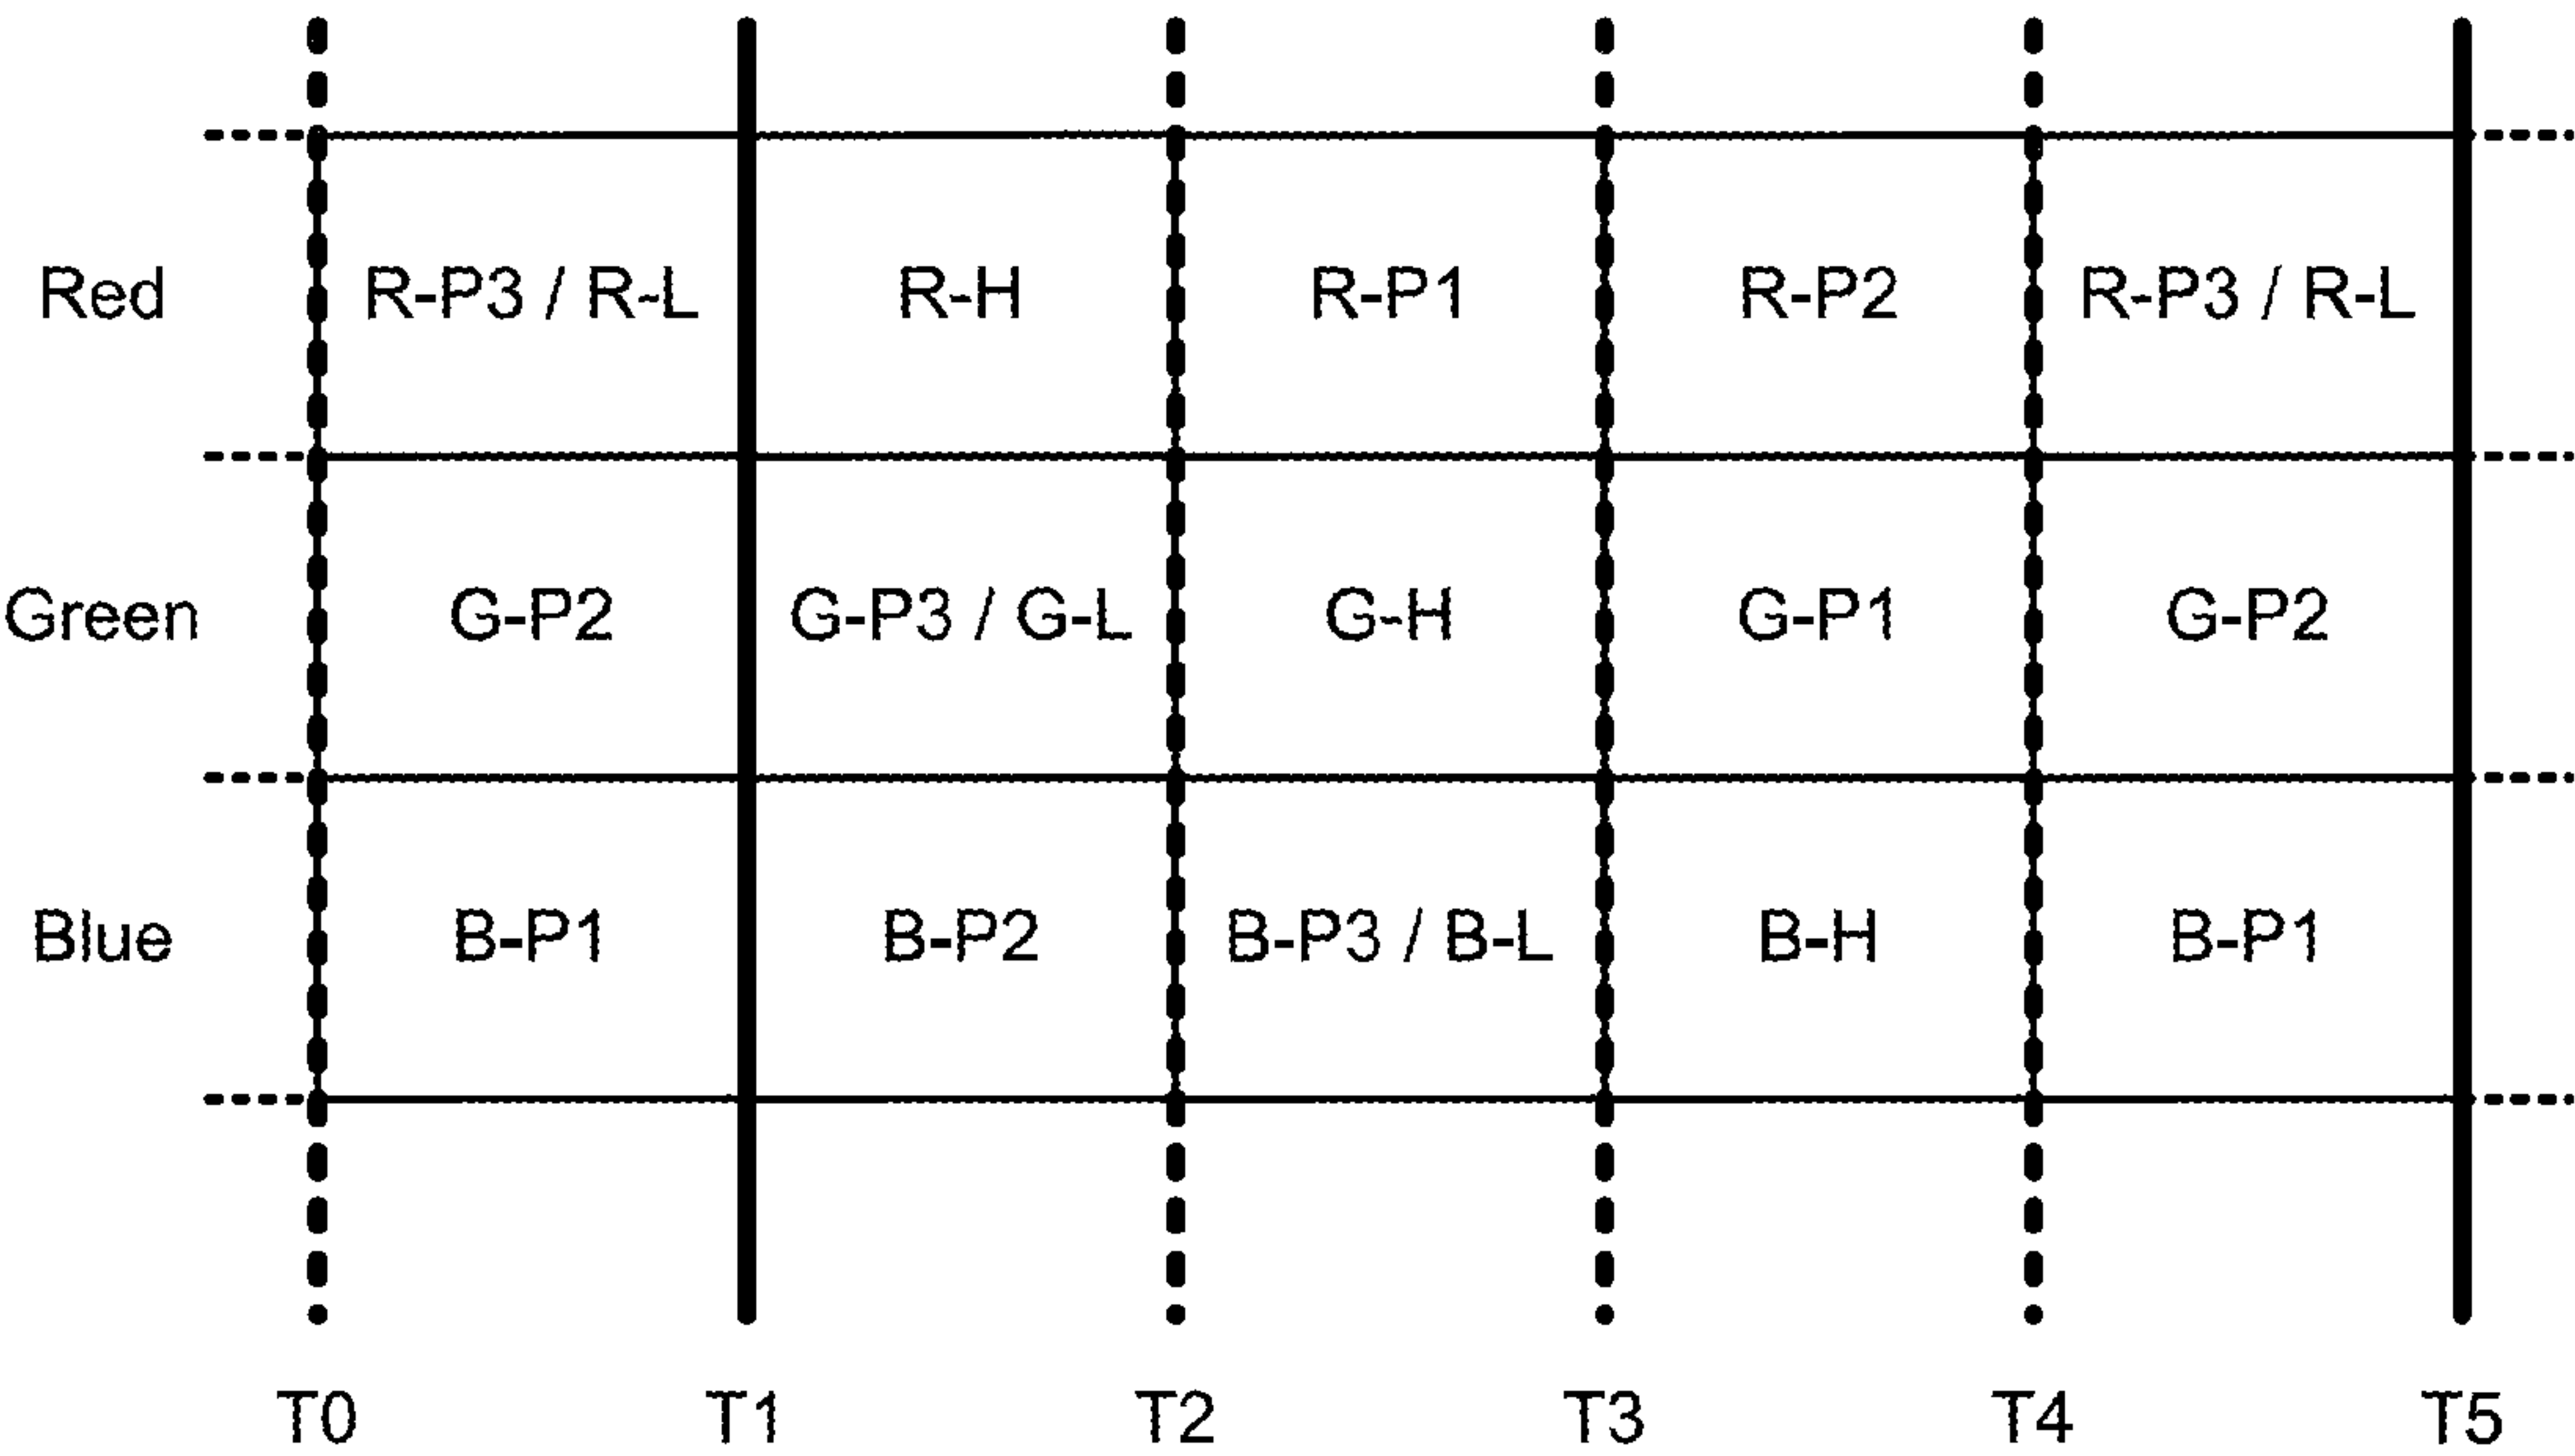 Red R-P3 / R-L R-H R-P1 R-P2 R-P3 / R-L
Green G-P2 G-P3 / G-L G-H G-P1 G-P2
Blue B-P1 B-P2 B-P3 / B-L B-H B-P1
T0 T1 T2 T3 T4 T5